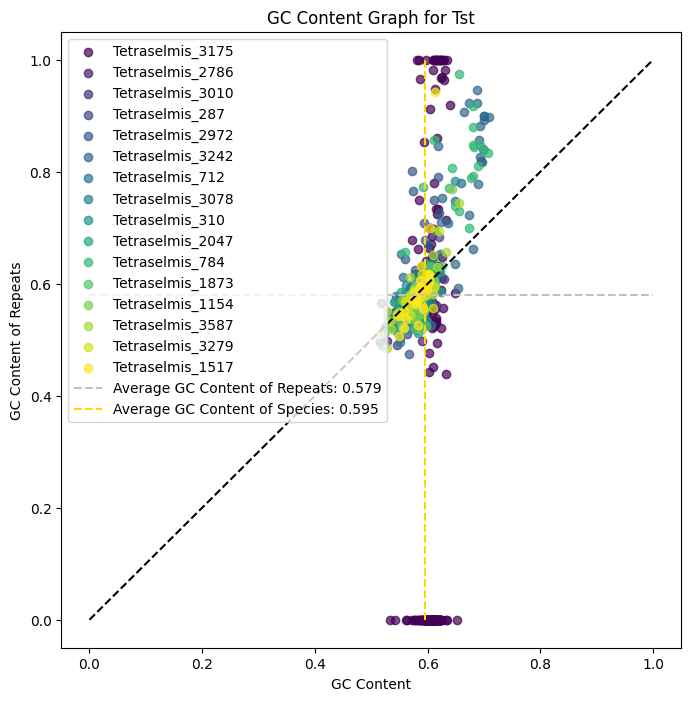 GC Content Graph for Tst
Tetraselmis_3175
Tetraselmis_2786
Tetraselmis_3010
Tetraselmis_287
Tetraselmis_2972
Tetraselmis_3242
Tetraselmis_712
Tetraselmis_3078
Tetraselmis_310
Tetraselmis_2047
Tetraselmis_784
Tetraselmis_1873
Tetraselmis_1154
Tetraselmis_3587
Tetraselmis_3279
Tetraselmis_1517
Average GC Content of Repeats: 0.579
Average GC Content of Species: 0.595
GC Content of Repeats
1.0
0.8
0.6
0.4
0.2
0.0
0.0 0.2 0.4 0.6 0.8 1.0
GC Content